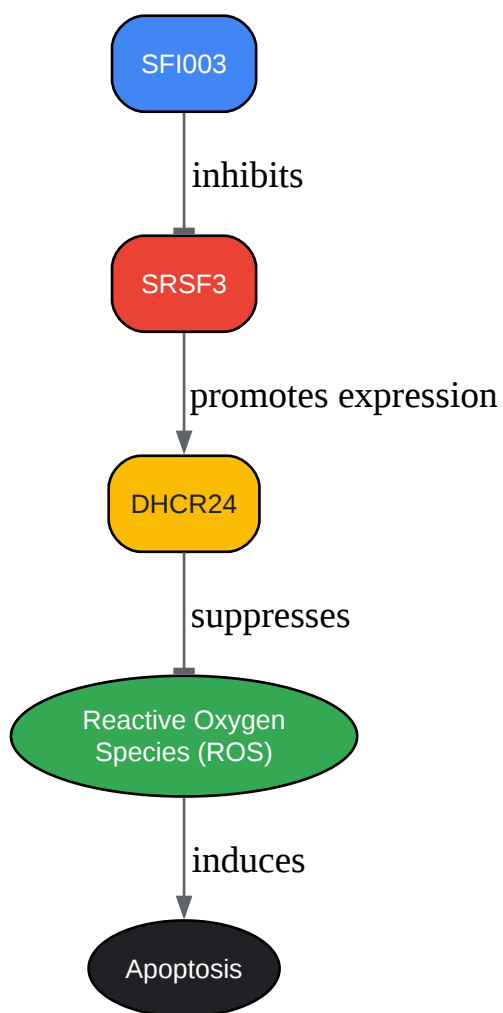 SFI003
inhibits
SRSF3
promotes expression
DHCR24
suppresses
Reactive Oxygen
Species (ROS)
induces
Apoptosis